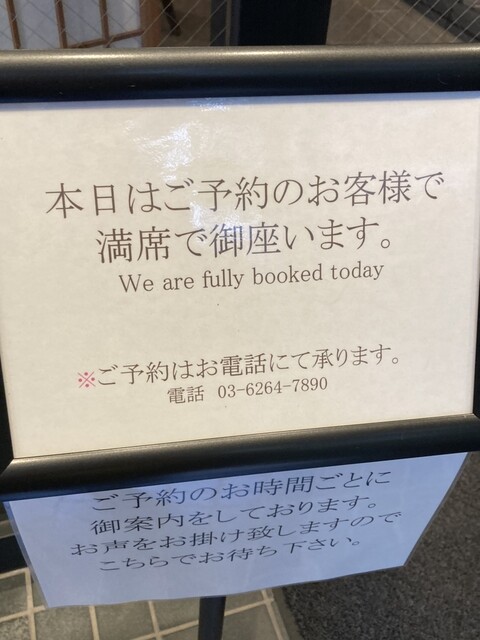 本日はご予約のお客様で
満席で御座います。
We are fully booked today
※ご予約はお電話にて承ります。
電話 03-6264-7890
ご予約のお時間ごとに
御案内をしております。
お声をお掛け致しますので
こちらでお待ち下さい。